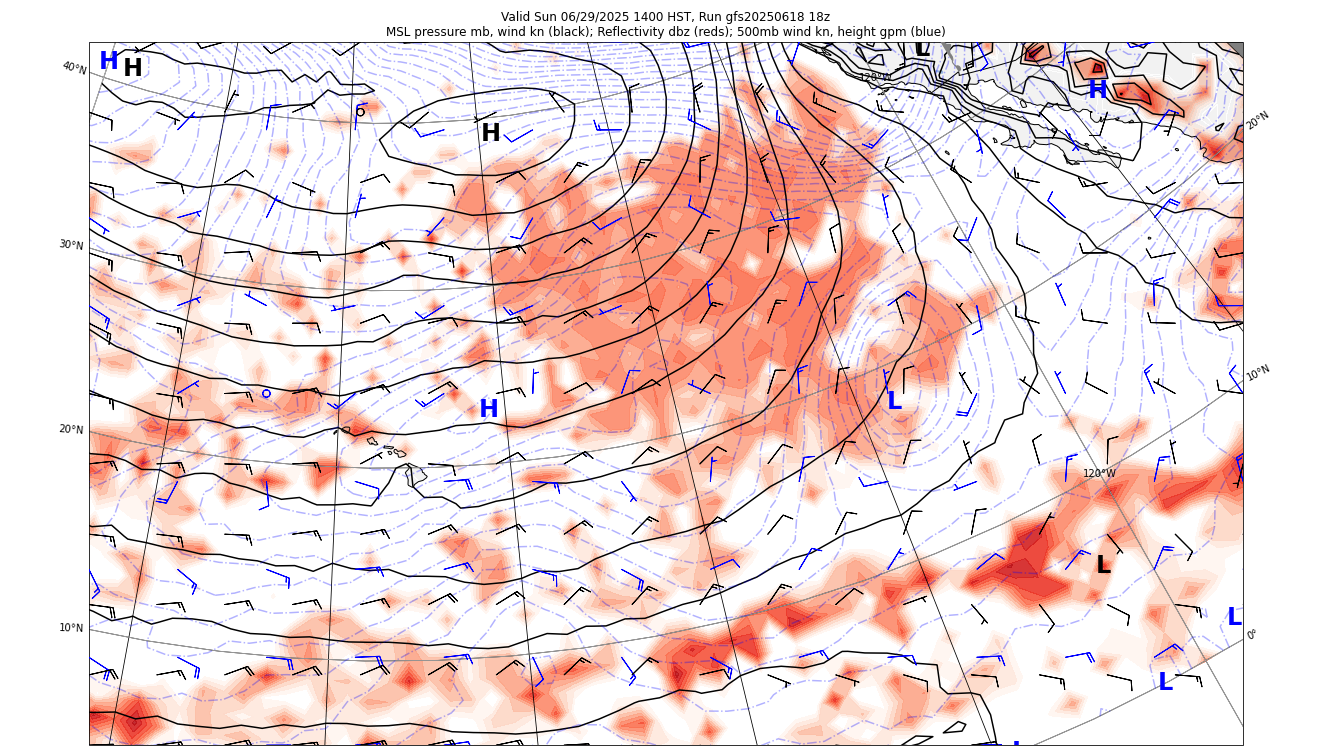 Valid Sun 06/29/2025 1400 HST, Run gfs20250618 18z
MSL pressure mb, wind kn (black); Reflectivity dbz (reds); 500mb wind kn, height gpm (blue)
L
H H
40°N
120°W
H
20°N
H
30°N
10°N
H
L
20°N
120°W
L
10°N
L
0°
L
L